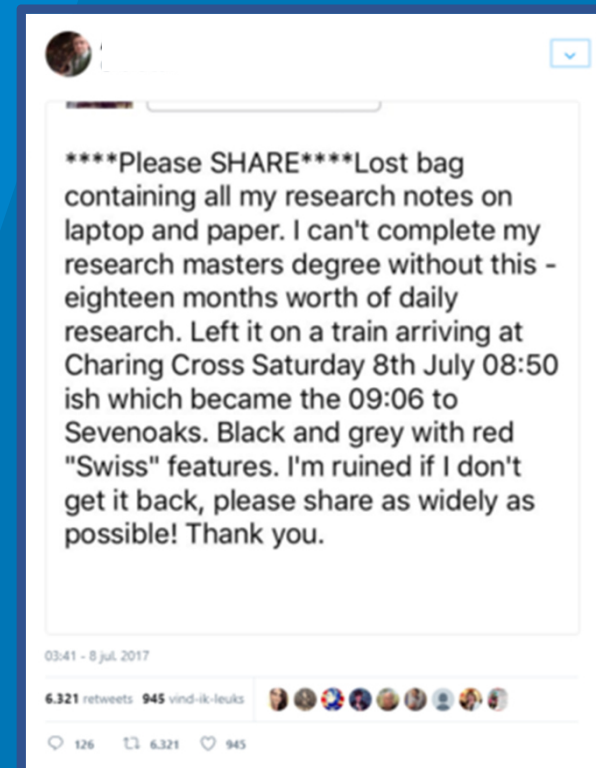 ****Please SHARE****Lost bag
containing all my research notes on
laptop and paper. I can't complete my
research masters degree without this -
eighteen months worth of daily
research. Left it on a train arriving at
Charing Cross Saturday 8th July 08:50
ish which became the 09:06 to
Sevenoaks. Black and grey with red
"Swiss" features. I'm ruined if I don't
get it back, please share as widely as
possible! Thank you.
03:41 - 8 jul. 2017
6.321 retweets 945 vind-ik-leuks
126 6.321 945